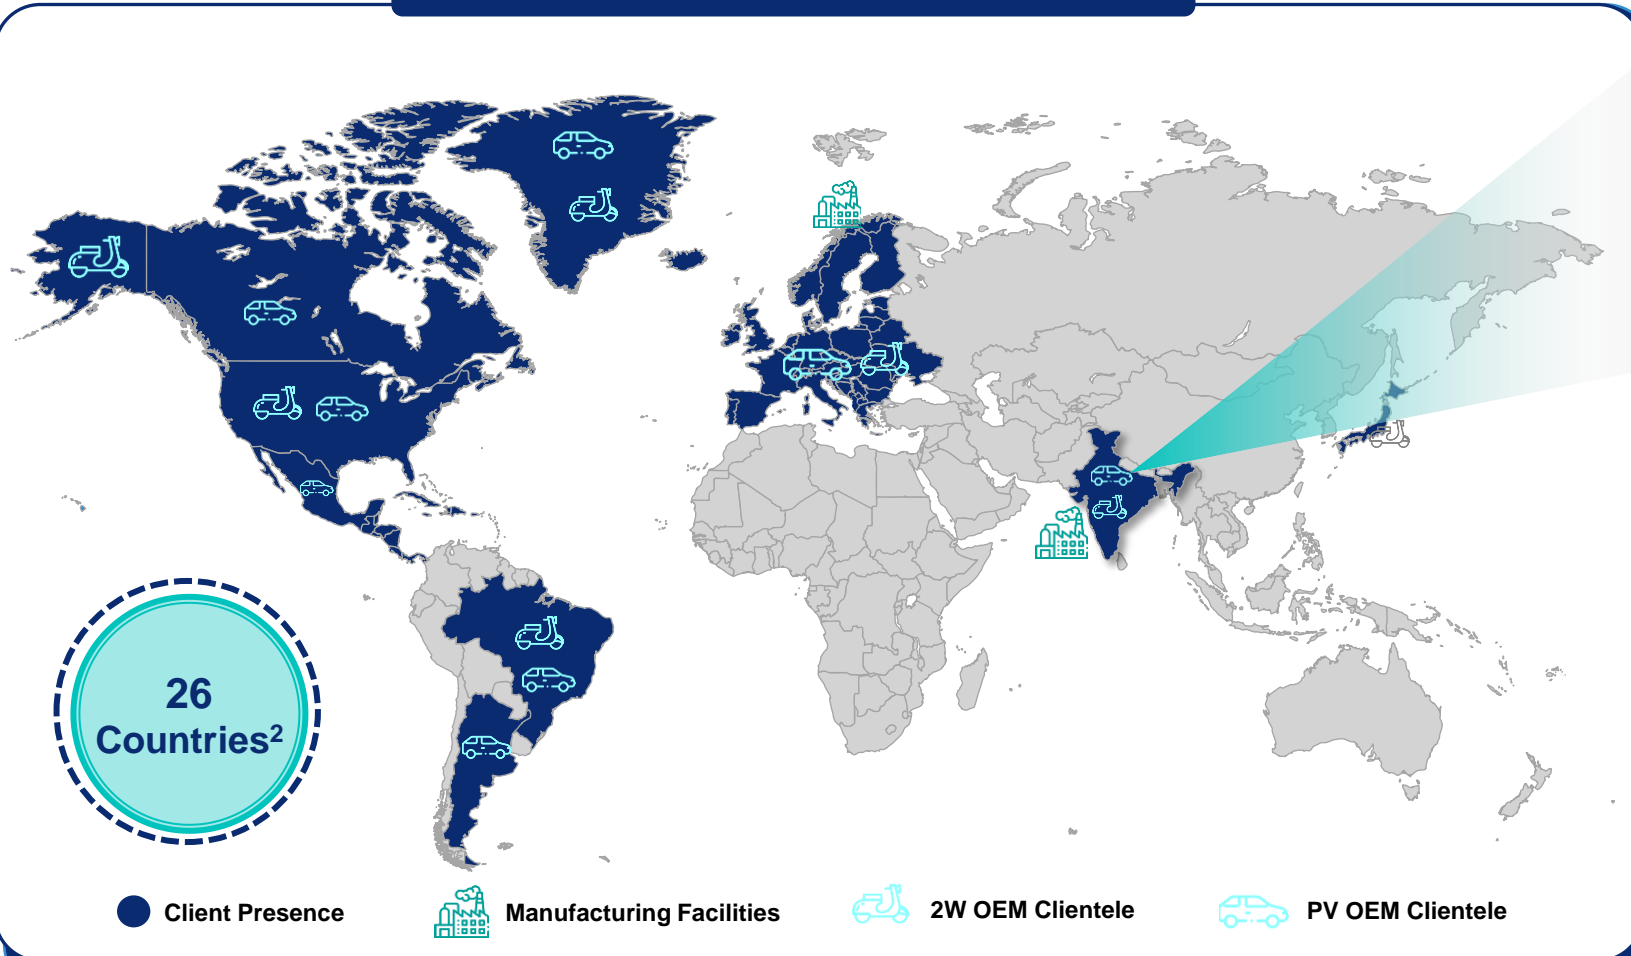 26
Countries²
Client Presence
Manufacturing Facilities
2W OEM Clientele
PV OEM Clientele